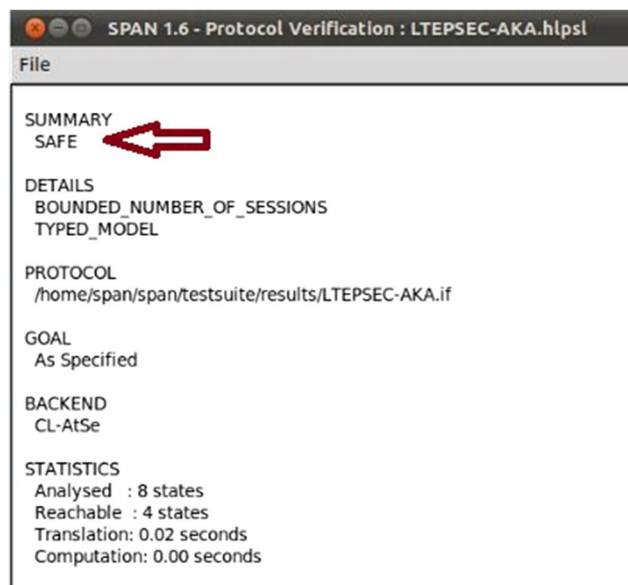 SPAN 1.6 - Protocol Verification : LTEPSEC-AKA.hlpsl
File
SUMMARY
SAFE
DETAILS
BOUNDED_NUMBER_OF_SESSIONS
TYPED_MODEL
PROTOCOL
/home/span/span/testsuite/results/LTEPSEC-AKA.if
GOAL
As Specified
BACKEND
CL-AtSe
STATISTICS
Analysed : 8 states
Reachable : 4 states
Translation: 0.02 seconds
Computation: 0.00 seconds